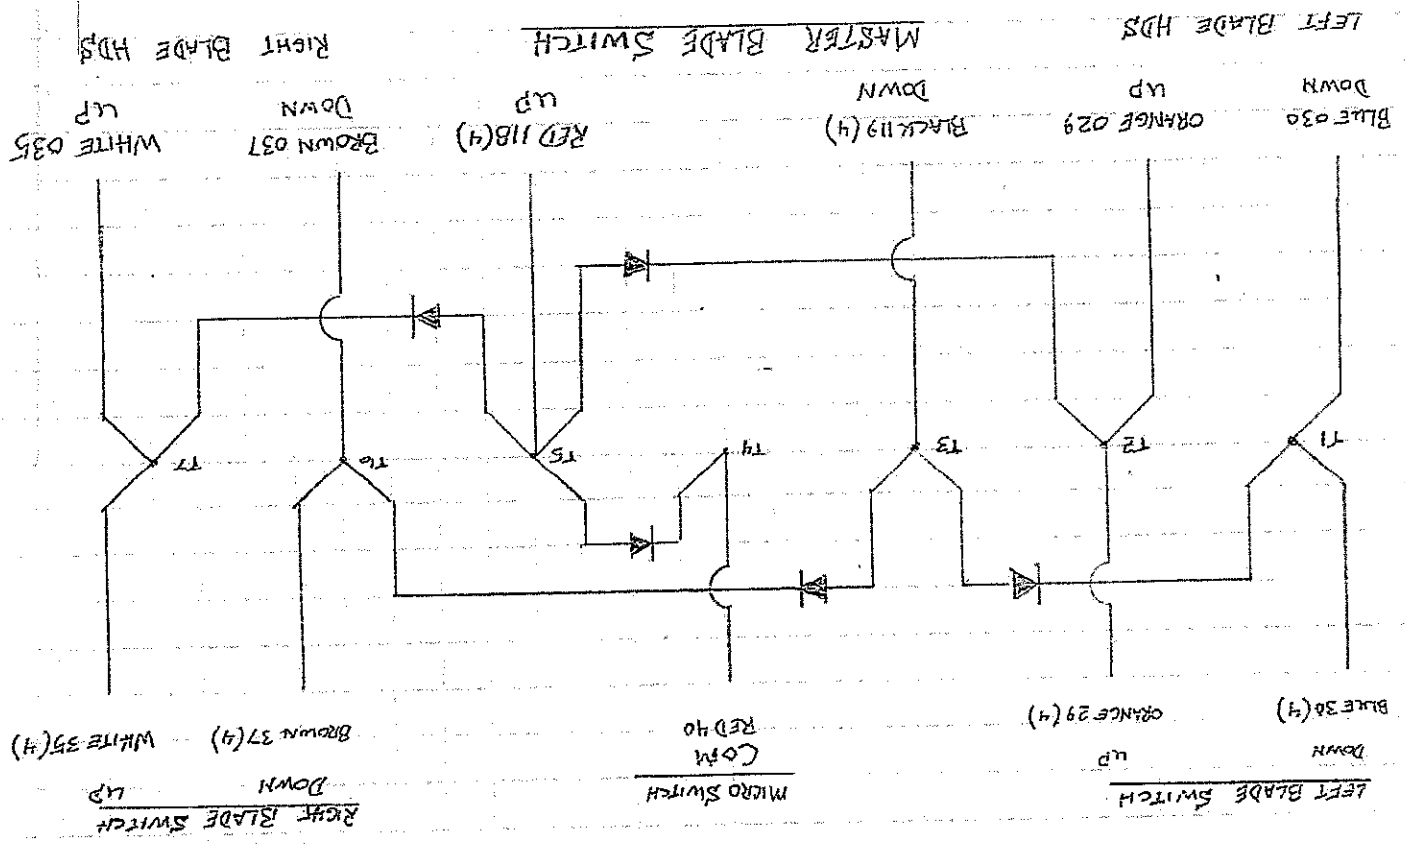 LEFT BLADE SWITCH
DOWN UP
BLUE 30(4) ORANGE 29(4)
MICRO SWITCH
COM
RED 40
RIGHT BLADE SWITCH
DOWN UP
BROWN 37(4) WHITE 35(4)
T1 T2 T3 T4 T5 T6 T7
BLUE 030 ORANGE 029 BLACK 119(4) RED 118(4) BROWN 037 WHITE 035
DOWN UP DOWN UP DOWN UP
LEFT BLADE HDS MASTER BLADE SWITCH RIGHT BLADE HDS